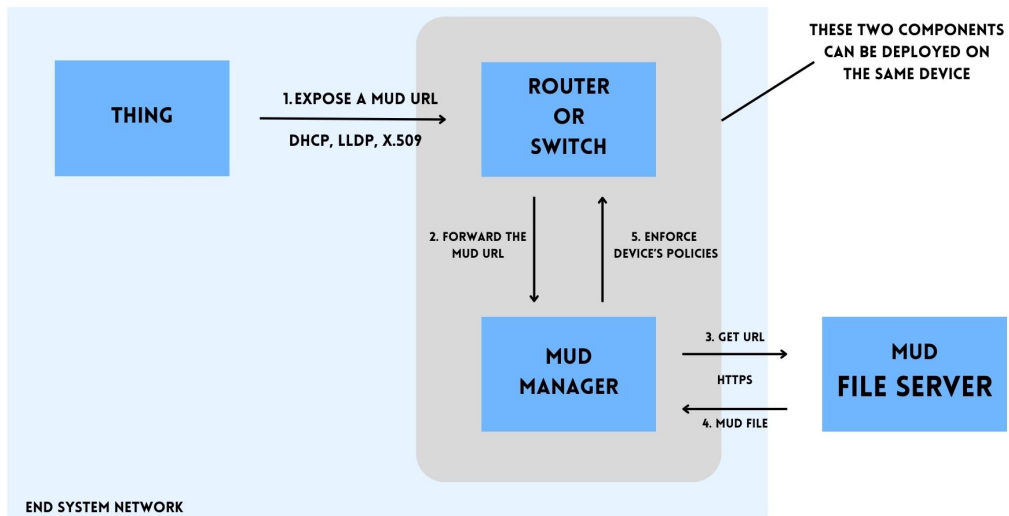 THESE TWO COMPONENTS
CAN BE DEPLOYED ON
THE SAME DEVICE
THING
1. EXPOSE A MUD URL
DHCP, LLDP, X.509
ROUTER
OR
SWITCH
2. FORWARD THE
MUD URL
5. ENFORCE
DEVICE'S POLICIES
MUD
MANAGER
3. GET URL
HTTPS
4. MUD FILE
MUD
FILE SERVER
END SYSTEM NETWORK